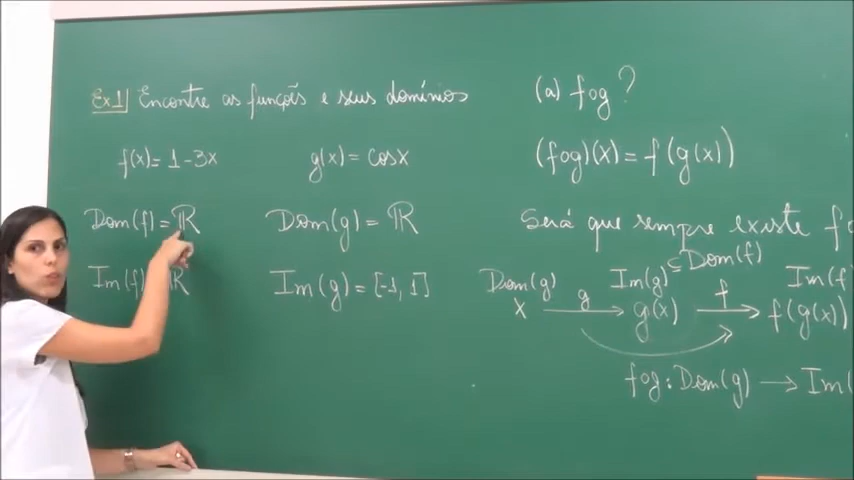 Ex1 Encontre as funções e seus domínios
f(x) = 1-3x g(x) = cosx
Dom(f) = ℝ Dom(g) = ℝ
Im(f) ℝ Im(g) = [-1, 1]
(a) fog?
(fog)(x) = f(g(x))
Será que sempre existe
Dom(g) Im(g) ⊆ Dom(f) Im(f
x g g(x) f f(g(x))
fog: Dom(g) → Im(